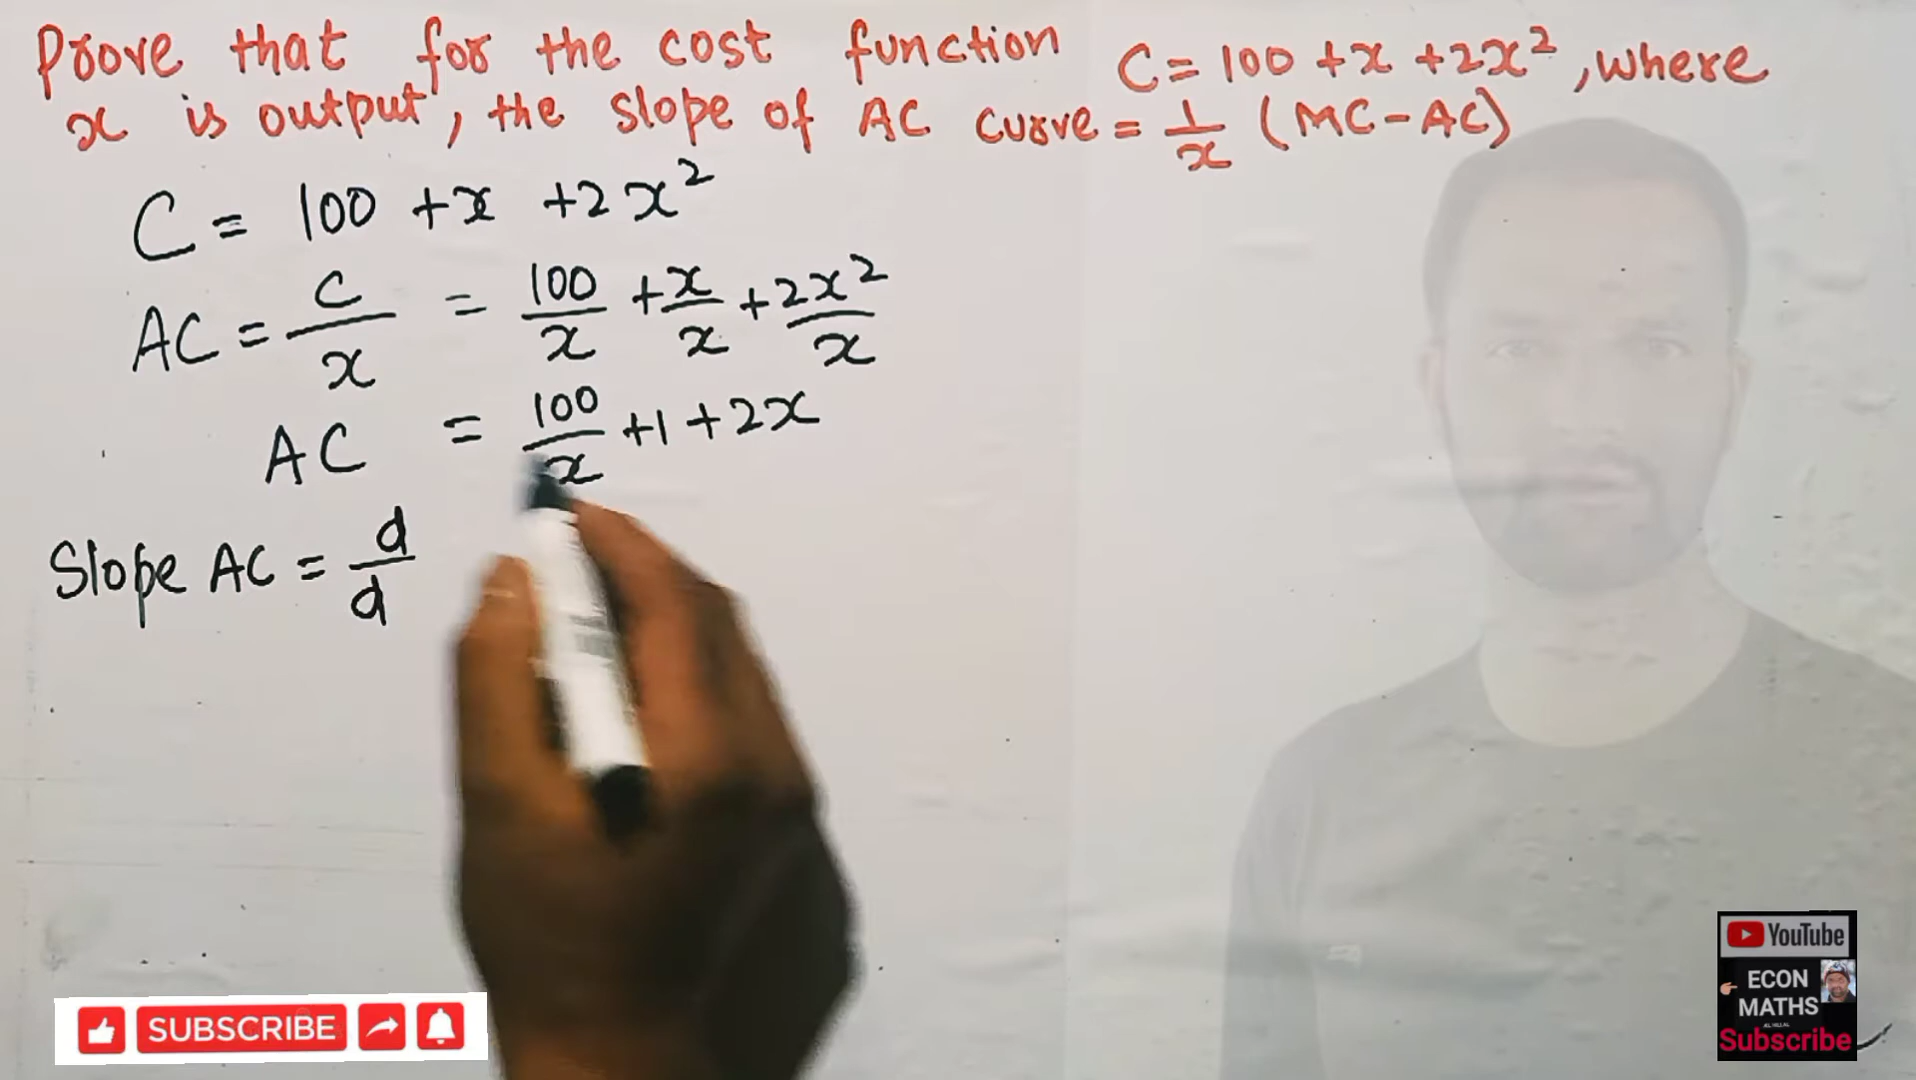 Prove that for the cost function C = 100 + x + 2x², where
x is output, the slope of AC curve = 1/x (MC - AC)
C = 100 + x + 2x²
AC = C/x = 100/x + x/x + 2x²/x
AC = 100/x + 1 + 2x
Slope AC = d/d
SUBSCRIBE
YouTube
ECON
MATHS
Subscribe